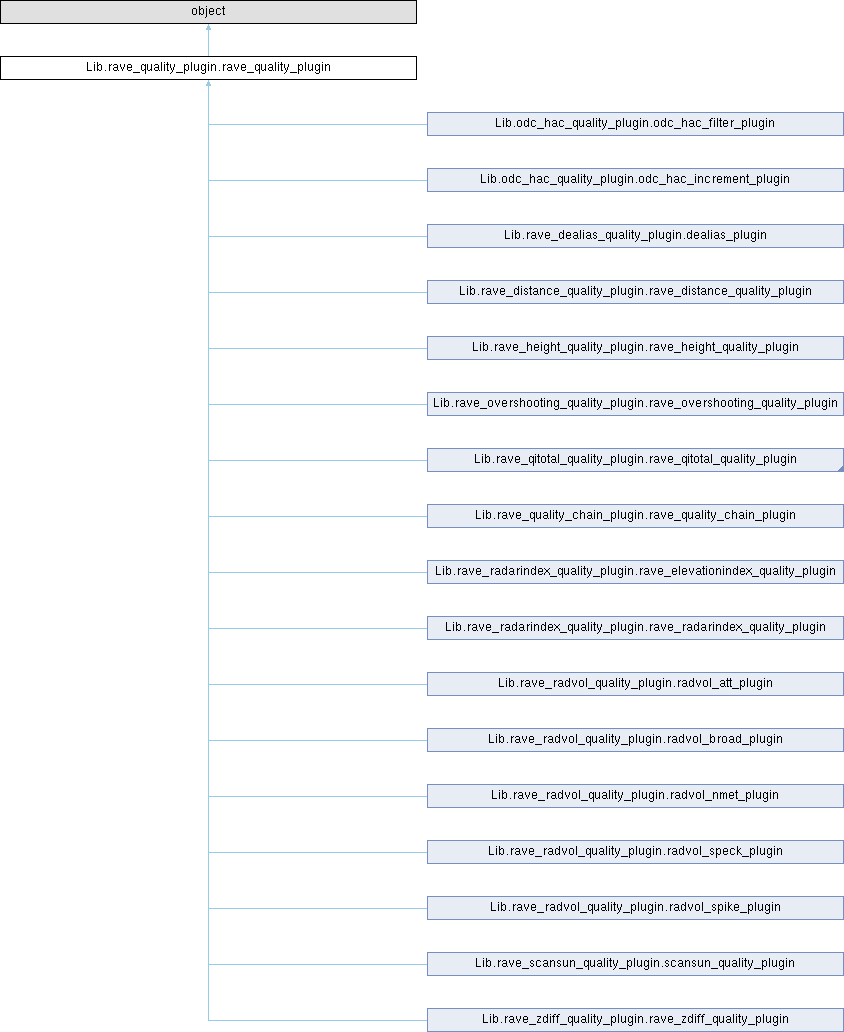 object
Lib.rave_quality_plugin.rave_quality_plugin
Lib.odc_hac_quality_plugin.odc_hac_filter_plugin
Lib.odc_hac_quality_plugin.odc_hac_increment_plugin
Lib.rave_dealias_quality_plugin.dealias_plugin
Lib.rave_distance_quality_plugin.rave_distance_quality_plugin
Lib.rave_height_quality_plugin.rave_height_quality_plugin
Lib.rave_overshooting_quality_plugin.rave_overshooting_quality_plugin
Lib.rave_qitotal_quality_plugin.rave_qitotal_quality_plugin
Lib.rave_quality_chain_plugin.rave_quality_chain_plugin
Lib.rave_radarindex_quality_plugin.rave_elevationindex_quality_plugin
Lib.rave_radarindex_quality_plugin.rave_radarindex_quality_plugin
Lib.rave_radvol_quality_plugin.radvol_att_plugin
Lib.rave_radvol_quality_plugin.radvol_broad_plugin
Lib.rave_radvol_quality_plugin.radvol_nmet_plugin
Lib.rave_radvol_quality_plugin.radvol_speck_plugin
Lib.rave_radvol_quality_plugin.radvol_spike_plugin
Lib.rave_scansun_quality_plugin.scansun_quality_plugin
Lib.rave_zdiff_quality_plugin.rave_zdiff_quality_plugin